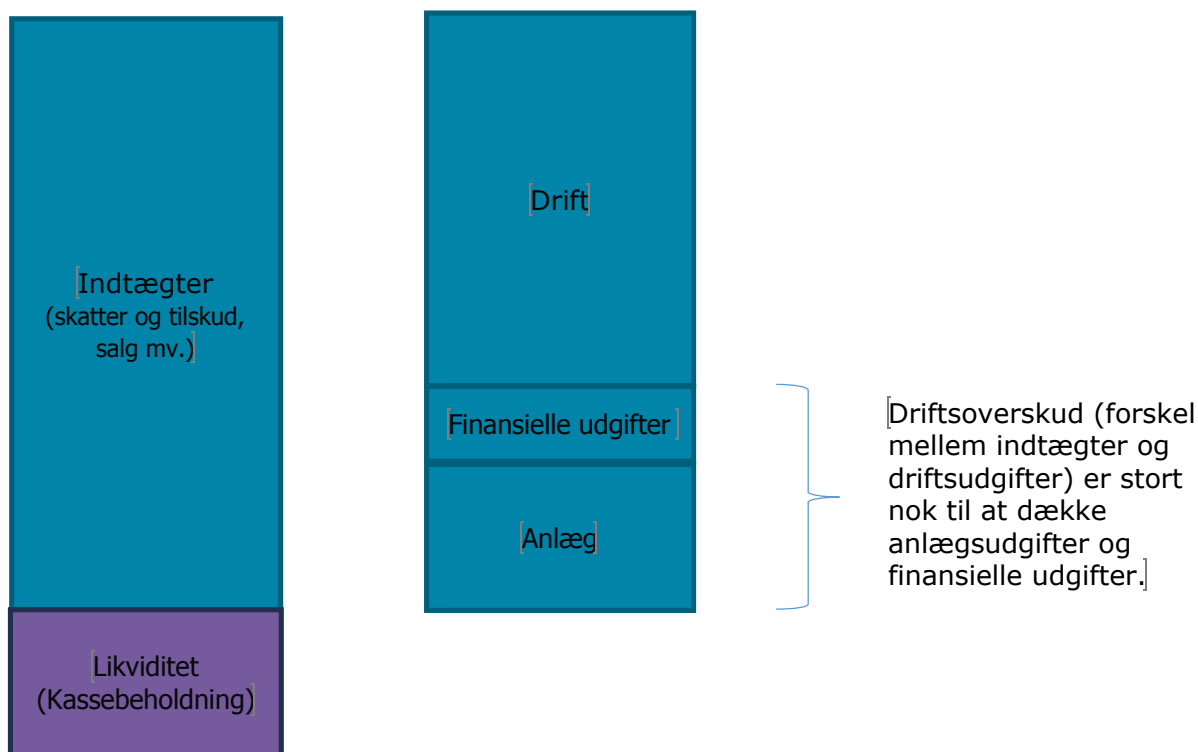 Indtægter
(skatter og tilskud,
salg mv.)
Likviditet
(Kassebeholdning)
Drift
Finansielle udgifter
Anlæg
Driftsoverskud (forskel
mellem indtægter og
driftsudgifter) er stort
nok til at dække
anlægsudgifter og
finansielle udgifter.